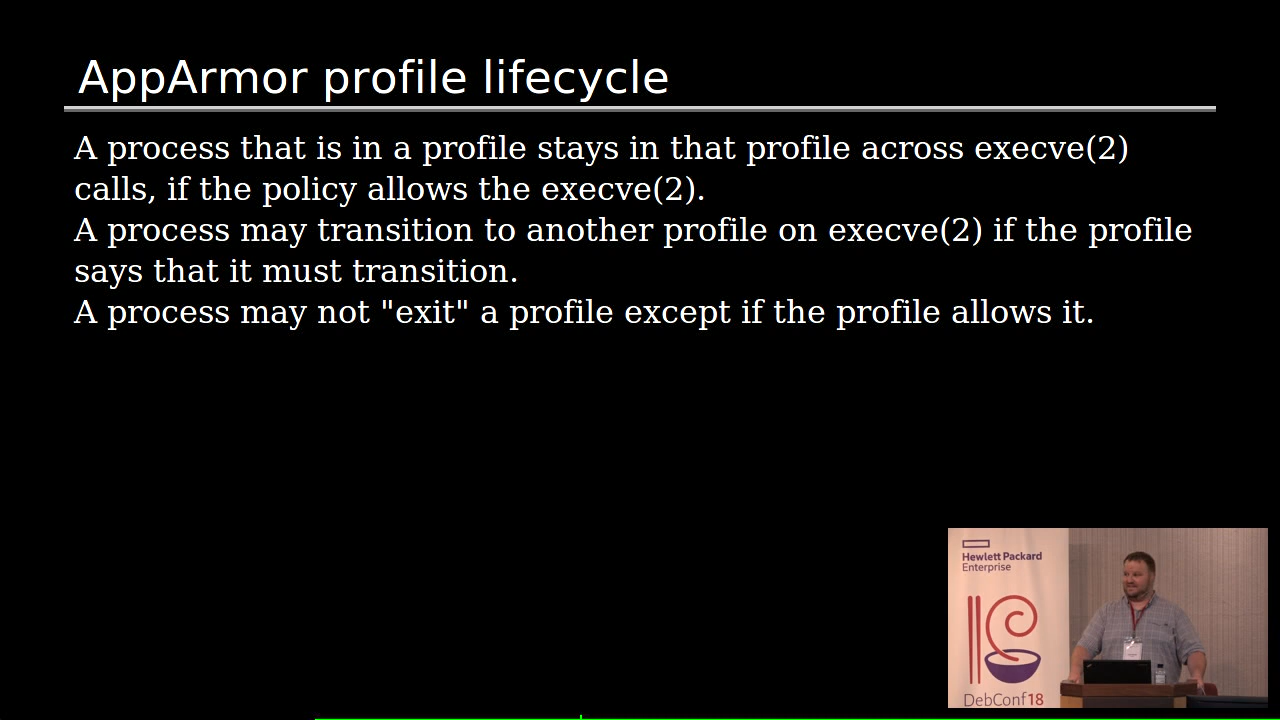 AppArmor profile lifecycle
A process that is in a profile stays in that profile across execve(2)
calls, if the policy allows the execve(2).
A process may transition to another profile on execve(2) if the profile
says that it must transition.
A process may not "exit" a profile except if the profile allows it.
Hewlett Packard
Enterprise
DebConf18